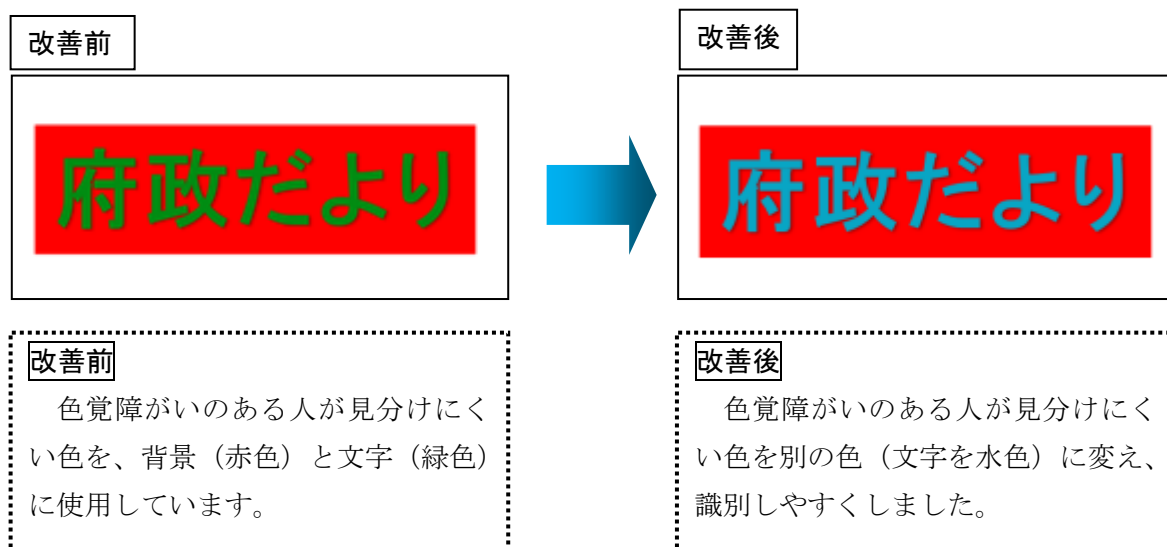 改善前
府政だより
改善前
色覚障がいのある人が見分けにく
い色を、背景（赤色）と文字（緑色）
に使用しています。
改善後
府政だより
改善後
色覚障がいのある人が見分けにく
い色を別の色（文字を水色）に変え、
識別しやすくしました。